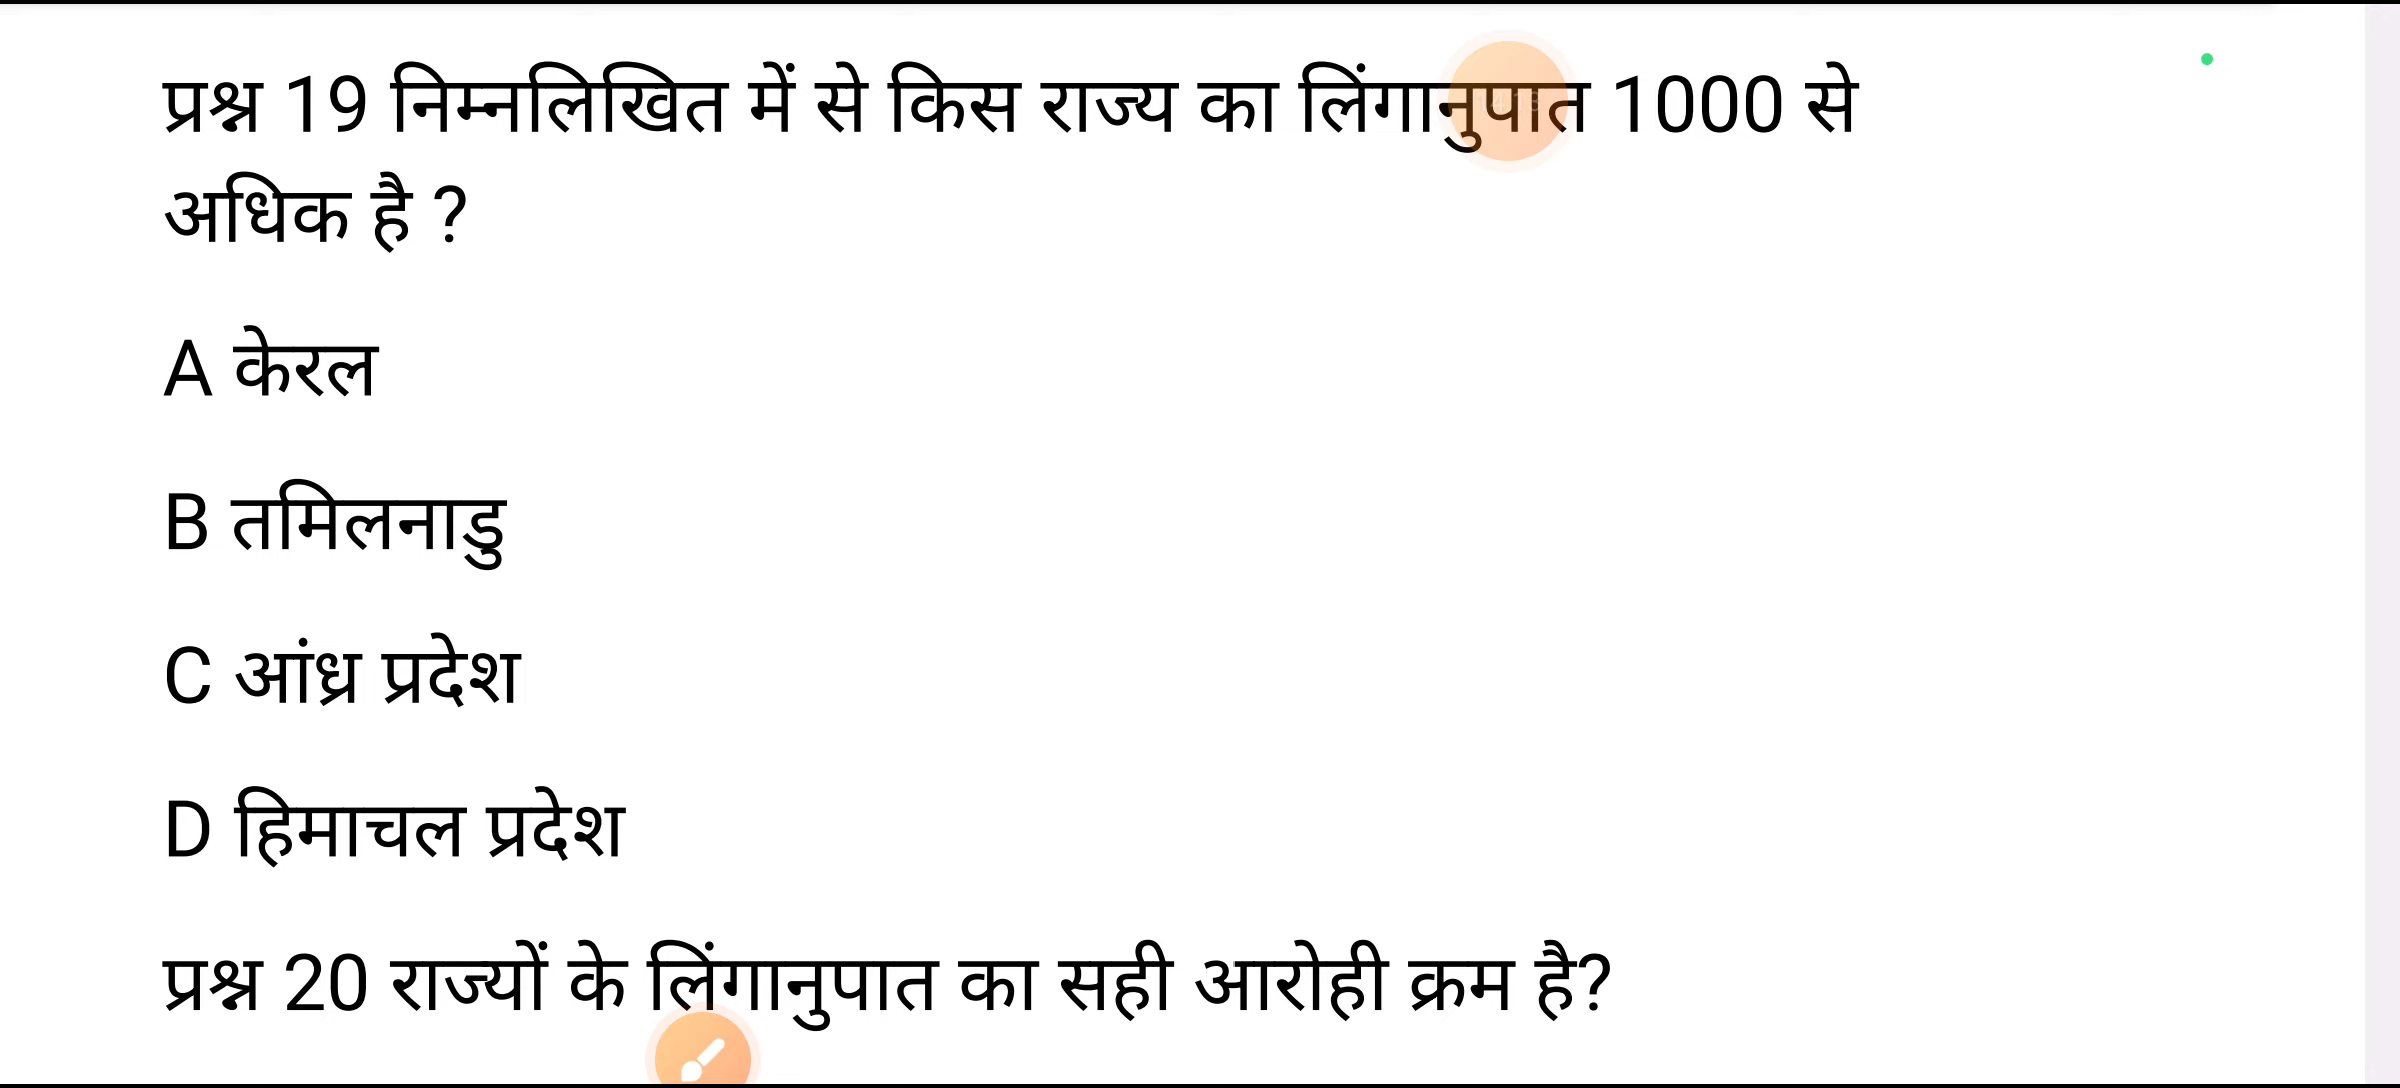 प्रश्न 19 निम्नलिखित में से किस राज्य का लिंगानुपात 1000 से
अधिक है ?
A केरल
B तमिलनाडु
C आंध्र प्रदेश
D हिमाचल प्रदेश
प्रश्न 20 राज्यों के लिंगानुपात का सही आरोही क्रम है?